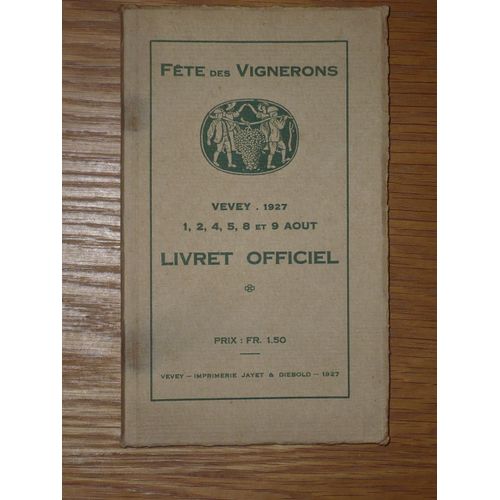 FÊTE DES VIGNERONS
VEVEY . 1927
1, 2, 4, 5, 8 ET 9 AOUT
LIVRET OFFICIEL
PRIX : FR. 1.50
VEVEY — IMPRIMERIE JAYET & DIEBOLD — 1927